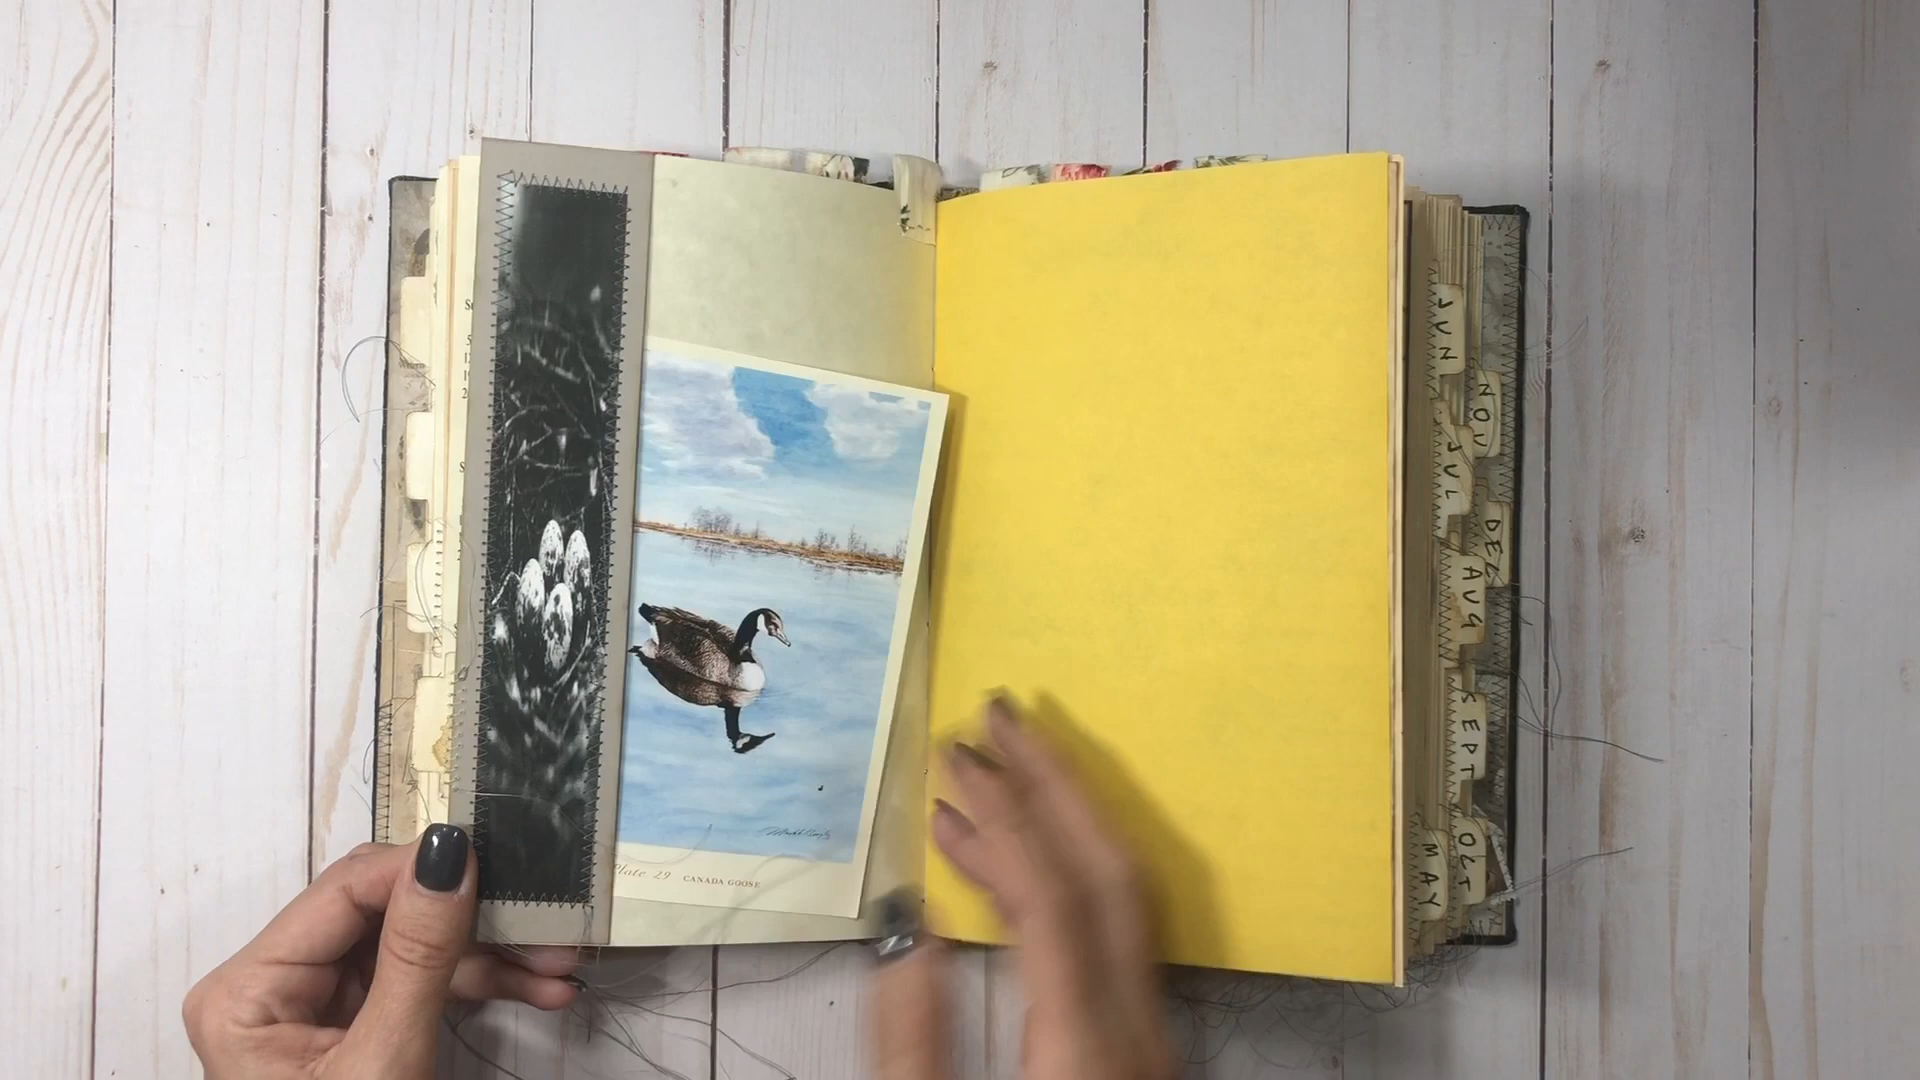 Plate 29 CANADA GOOSE
JUN
NOV
JUL
DEC
AUG
SEPT
OCT
MAY